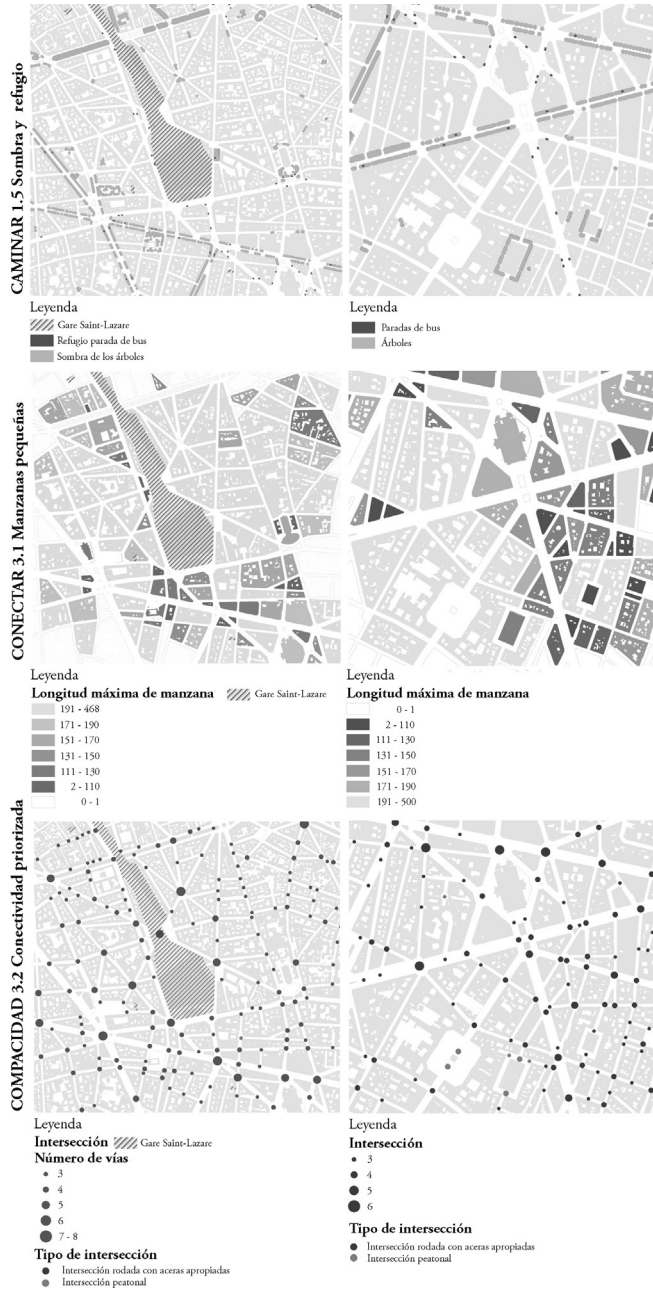 CAMINAR 1.5 Sombra y refugio
Leyenda
Gare Saint-Lazare
Refugio parada de bus
Sombra de los árboles
Leyenda
Paradas de bus
Árboles
CONECTAR 3.1 Manzanas pequeñas
Leyenda
Longitud máxima de manzana
Gare Saint-Lazare
191 - 468
171 - 190
151 - 170
131 - 150
111 - 130
2 - 110
0 - 1
Leyenda
Longitud máxima de manzana
0 - 1
2 - 110
111 - 130
131 - 150
151 - 170
171 - 190
191 - 500
COMPACIDAD 3.2 Conectividad priorizada
Leyenda
Intersección
Gare Saint-Lazare
Número de vías
3
4
5
6
7 - 8
Tipo de intersección
Intersección rodada con aceras apropiadas
Intersección peatonal
Leyenda
Intersección
3
4
5
6
Tipo de intersección
Intersección rodada con aceras apropiadas
Intersección peatonal